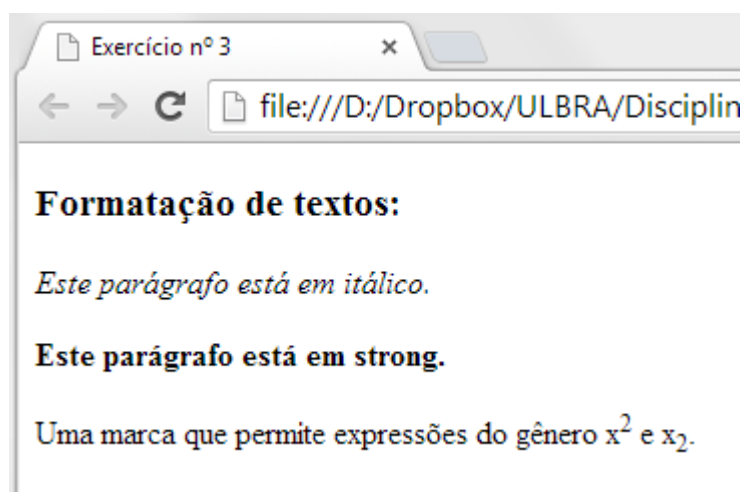 Exercício nº 3
file:///D:/Dropbox/ULBRA/Disciplin
Formatação de textos:
Este parágrafo está em itálico.
Este parágrafo está em strong.
Uma marca que permite expressões do gênero x² e x₂.